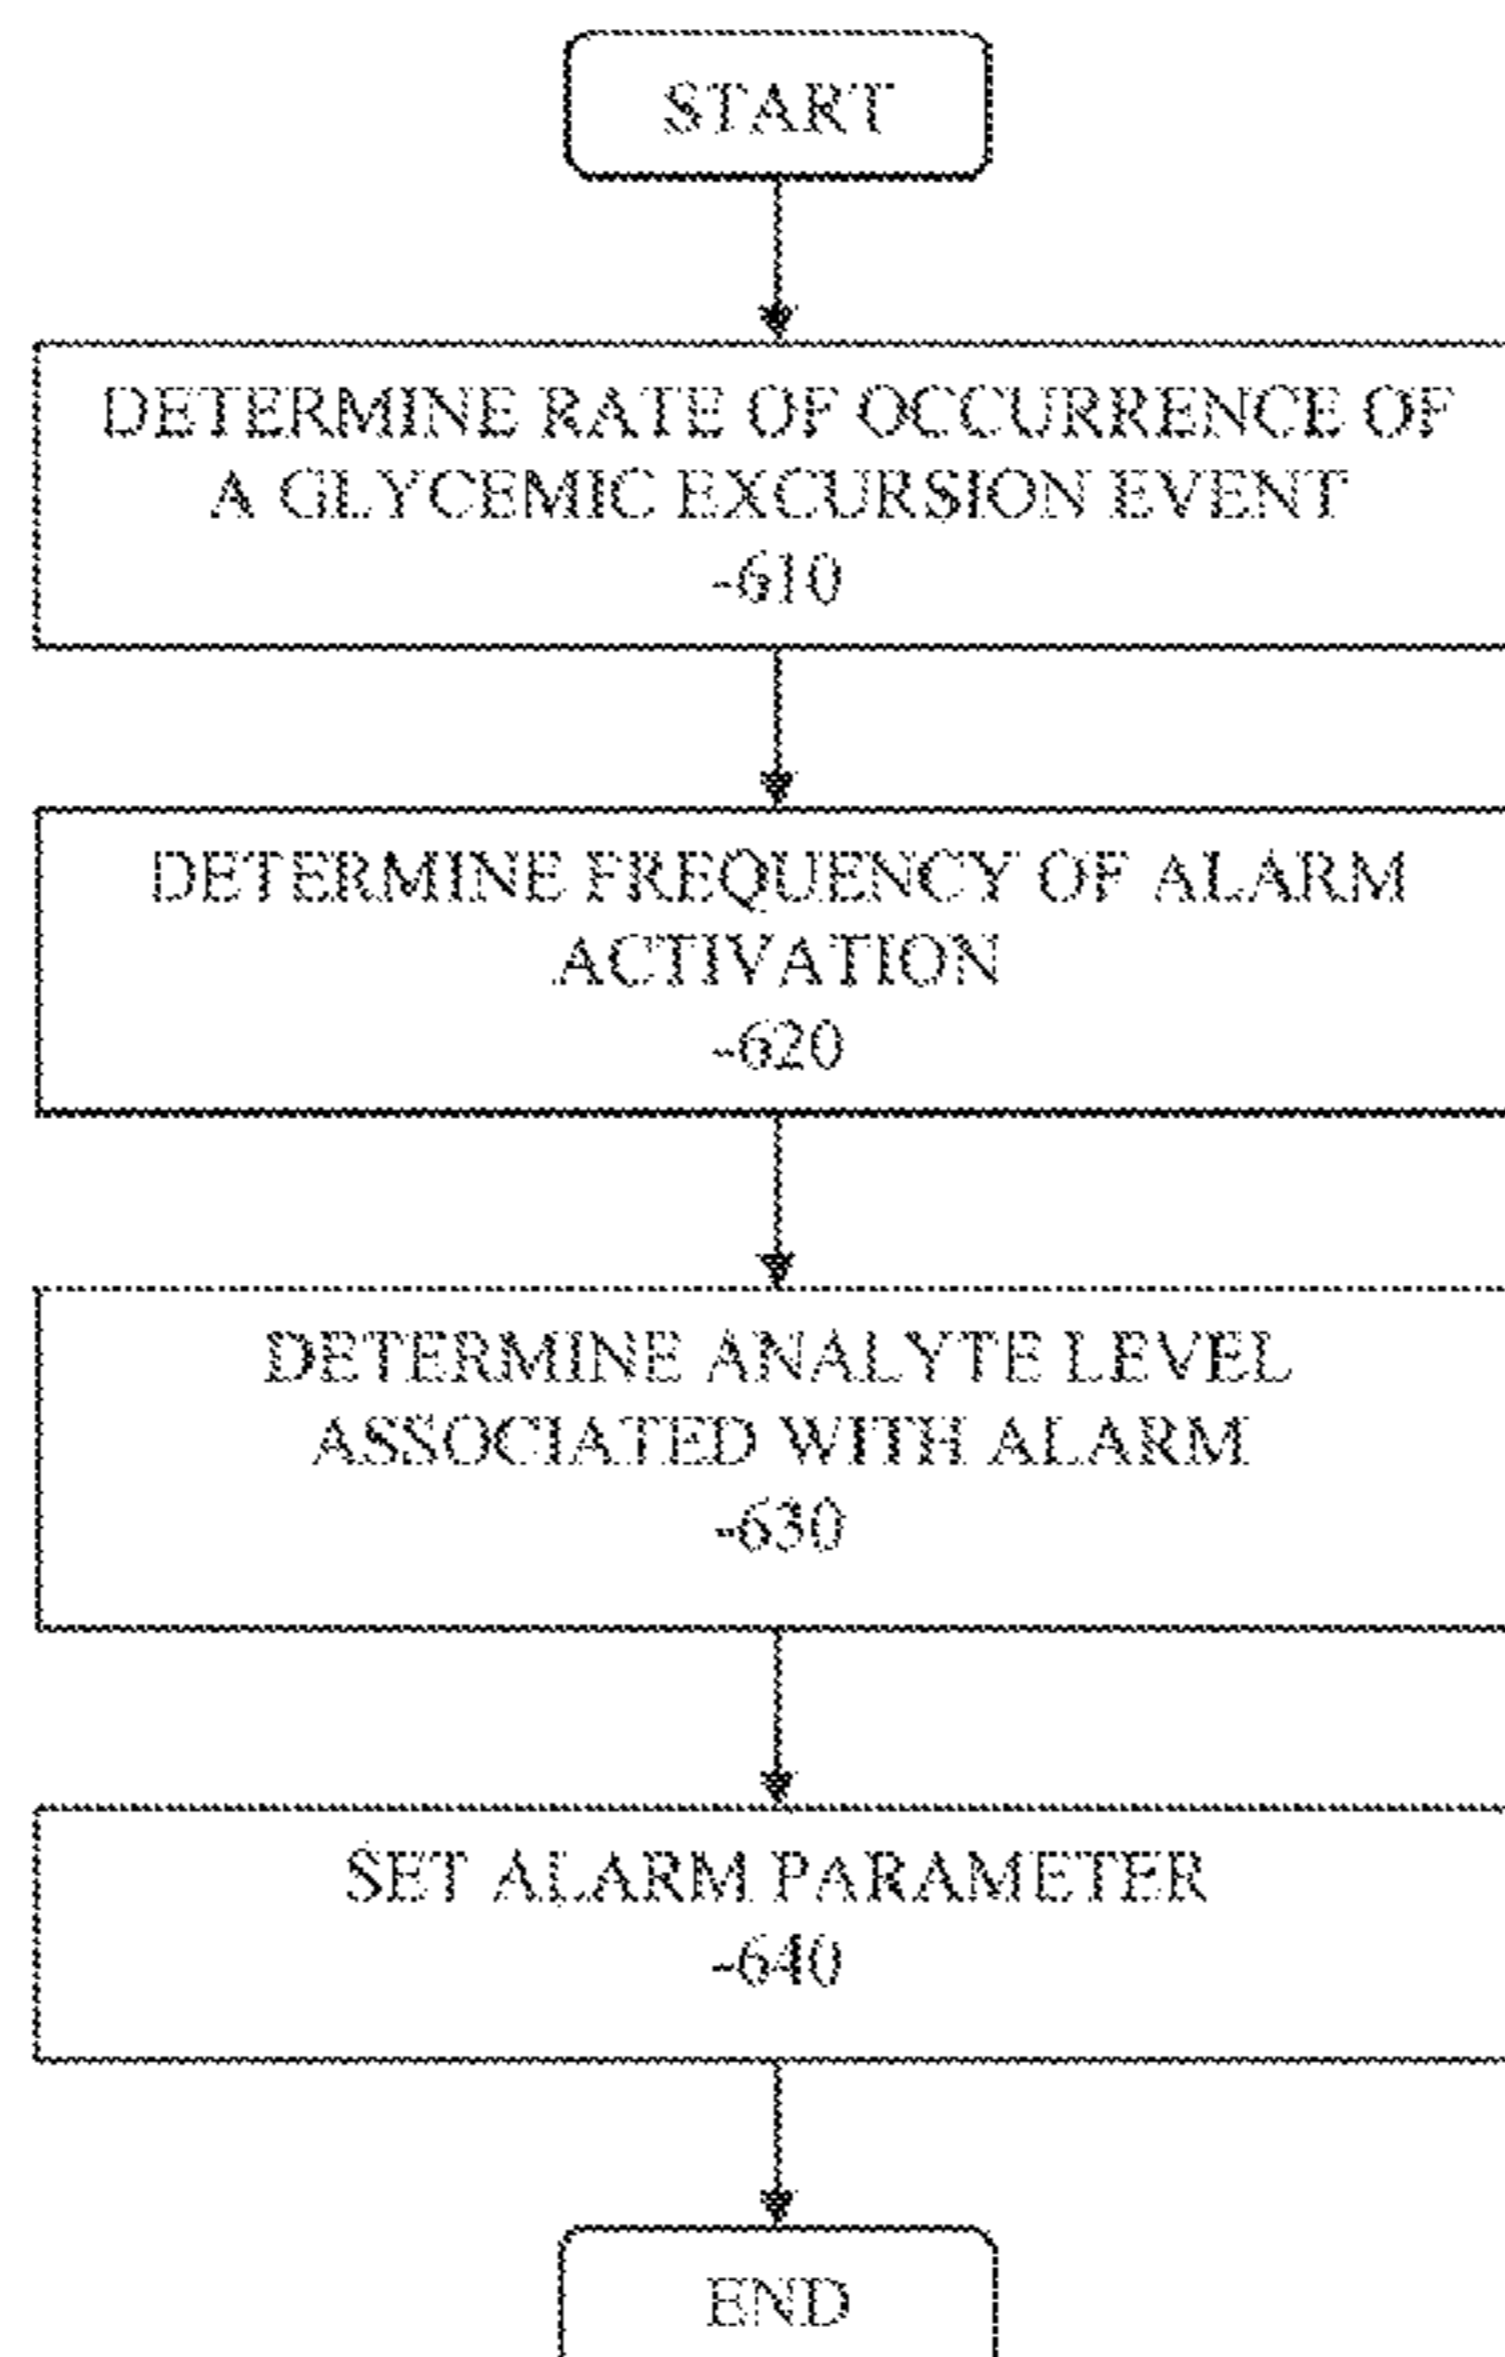 START
DETERMINE RATE OF OCCURRENCE OF
A GLYCEMIC EXCURSION EVENT
-610
DETERMINE FREQUENCY OF ALARM
ACTIVATION
-620
DETERMINE ANALYTE LEVEL
ASSOCIATED WITH ALARM
-630
SET ALARM PARAMETER
-640
END